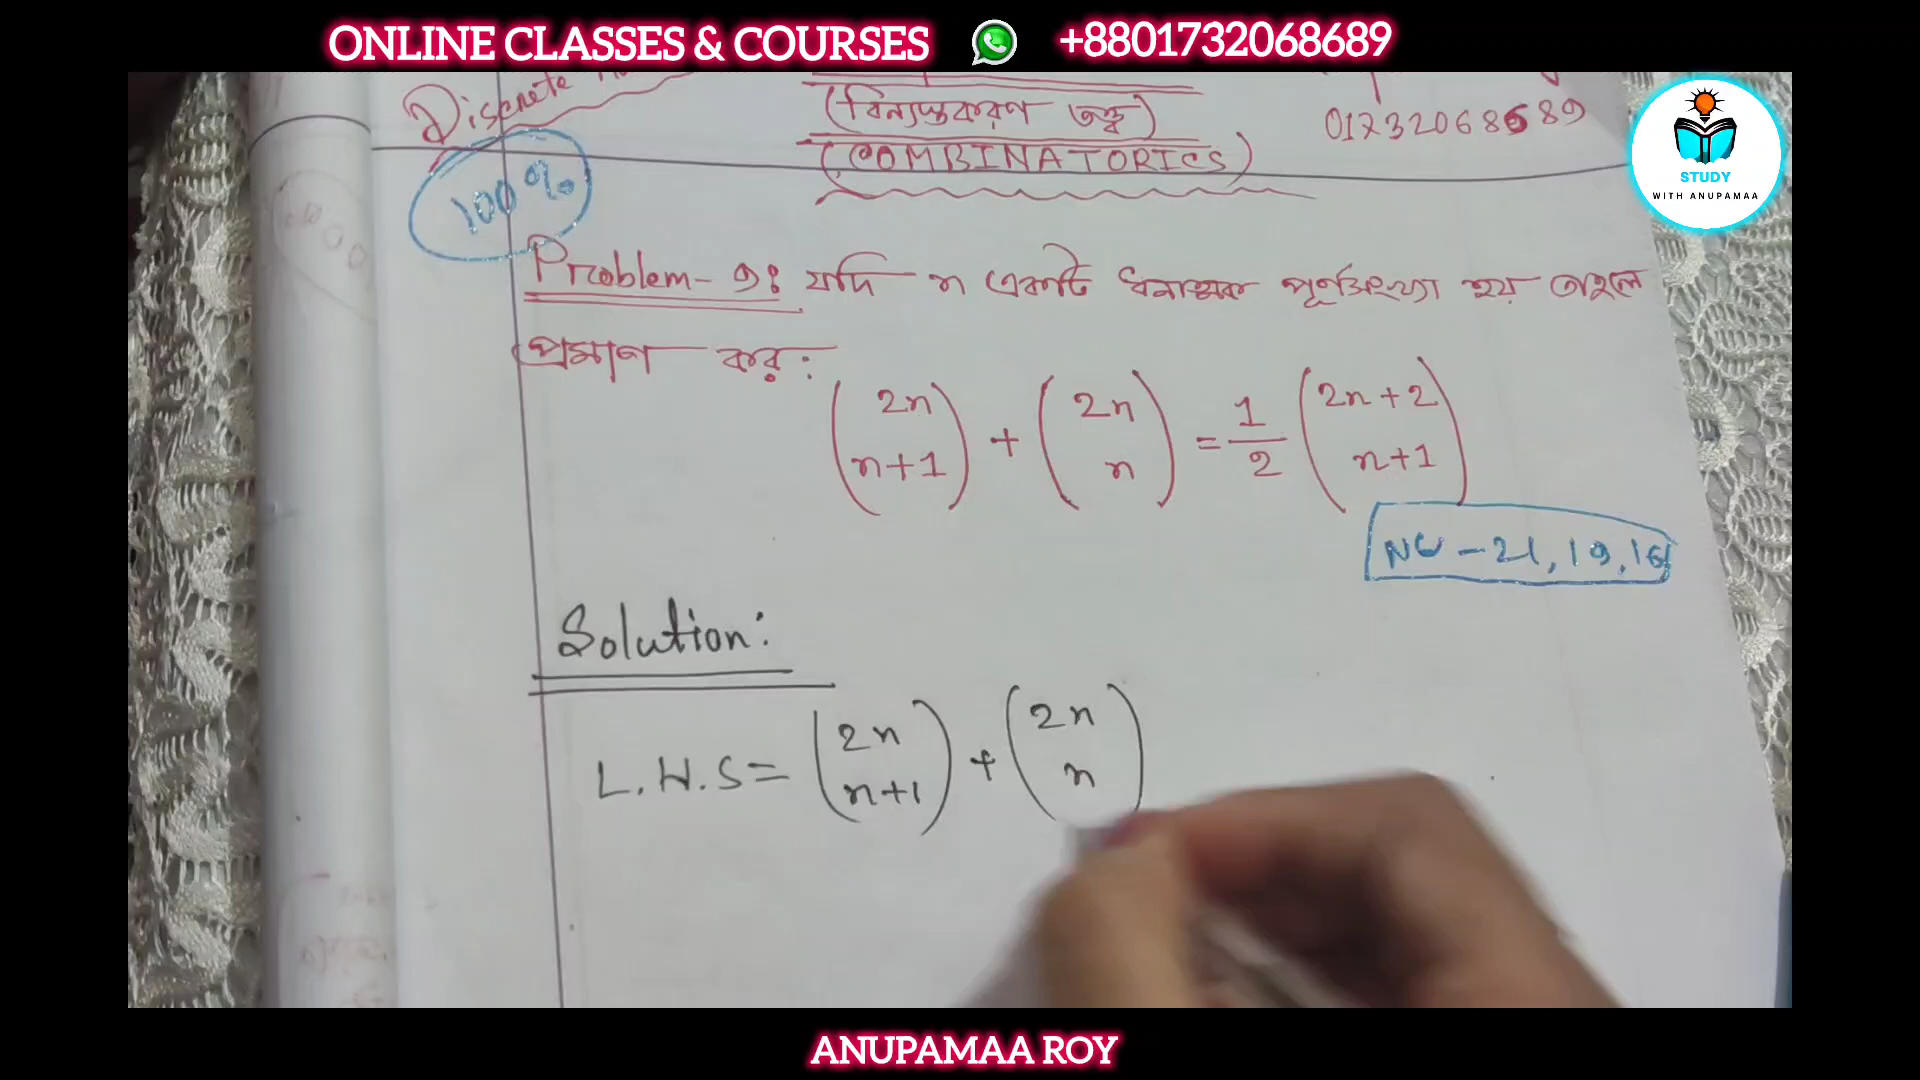 ONLINE CLASSES & COURSES +8801732068689
Discrete
(বিন্যস্তকরণ তত্ত্ব)
01732068689
(COMBINATORICS)
100%
STUDY
WITH ANUPAMAA
Problem-9: যদি n একটি ধনাত্মক পূর্ণসংখ্যা হয় তাহলে
প্রমাণ কর:
(2n n+1) + (2n n) = 1/2 (2n+2 n+1)
NU-21, 19, 16
Solution:
L.H.S = (2n n+1) + (2n n)
ANUPAMAA ROY